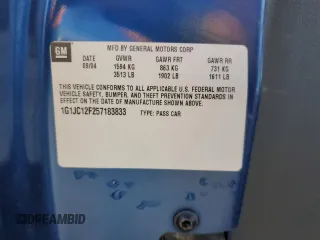 GM
MFD BY GENERAL MOTORS CORP
DATE GVWR GAWR FRT GAWR RR
09/04 1594 KG 863 KG 731 KG
3513 LB 1902 LB 1611 LB
THIS VEHICLE CONFORMS TO ALL APPLICABLE U.S. FEDERAL MOTOR
VEHICLE SAFETY, BUMPER, AND THEFT PREVENTION STANDARDS IN
EFFECT ON THE DATE OF MANUFACTURE SHOWN ABOVE.
1G1JC12F257183833 TYPE: PASS CAR
© DREAMBID